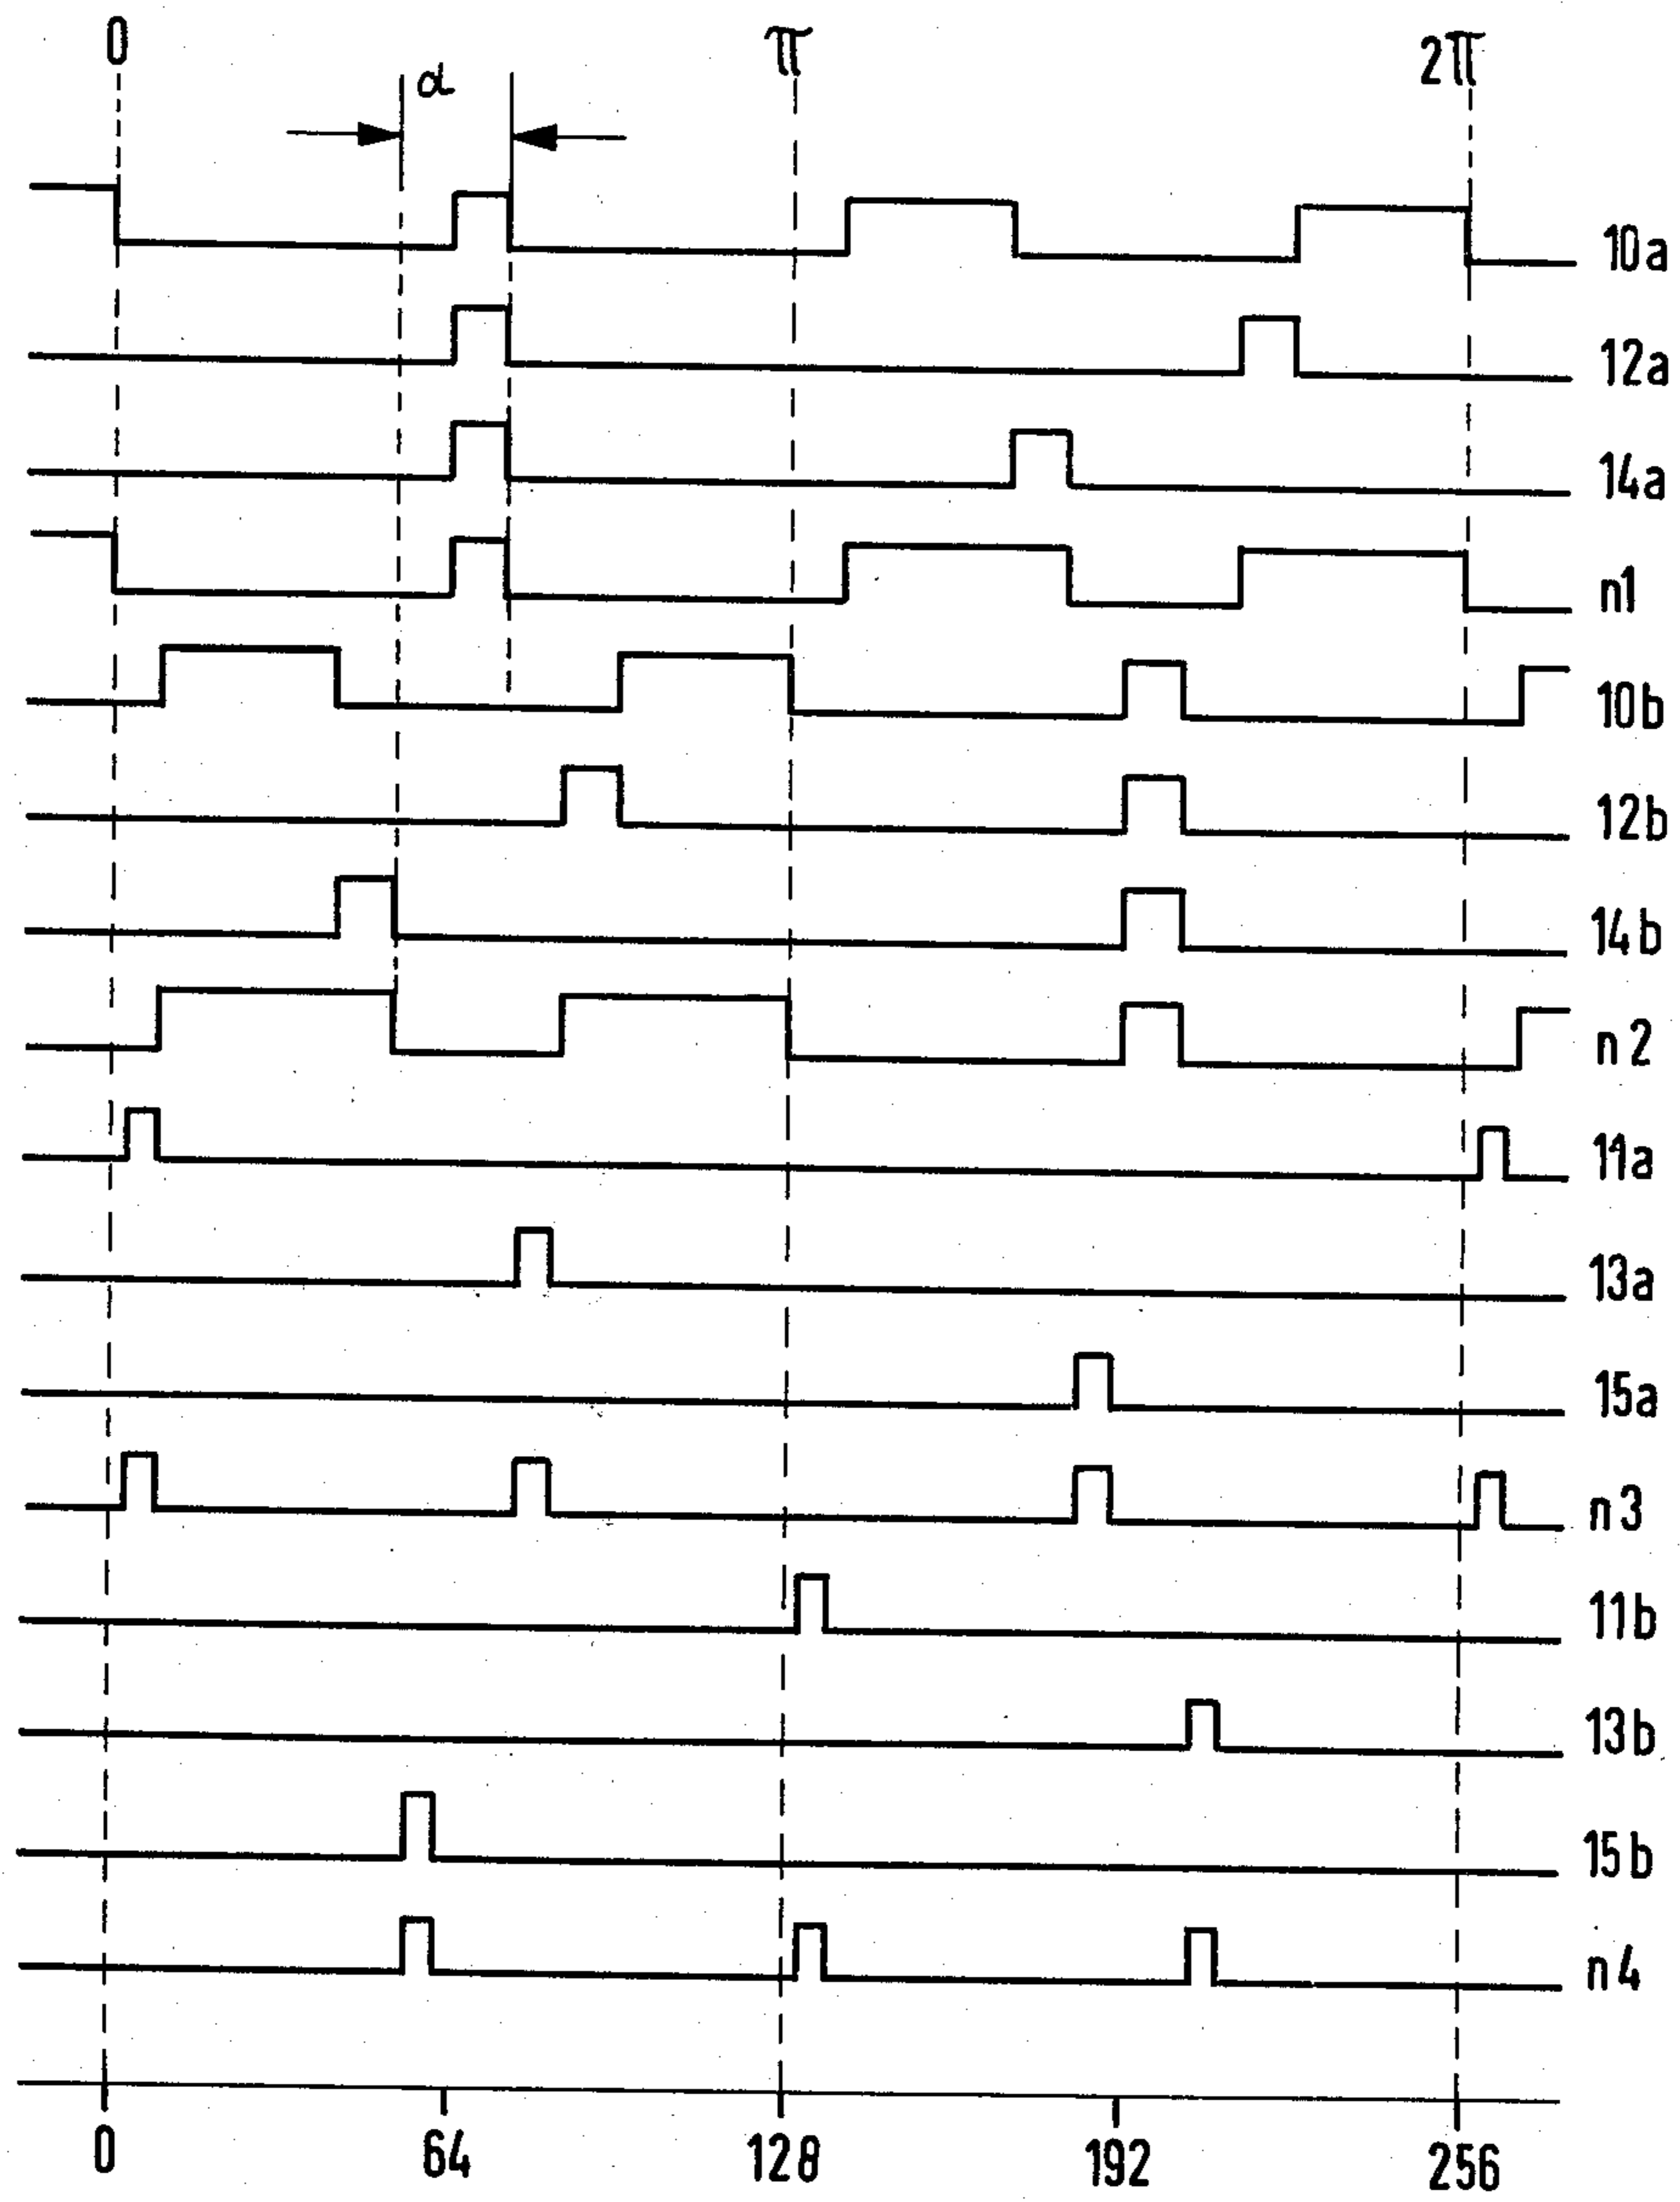 0 π 2π
α
10a
12a
14a
n1
10b
12b
14b
n2
11a
13a
15a
n3
11b
13b
15b
n4
0 64 128 192 256